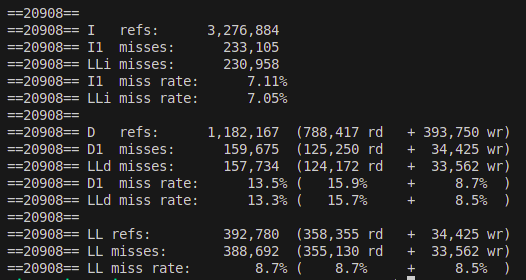 ==20908==
==20908== I   refs:      3,276,884
==20908== I1  misses:      233,105
==20908== LLi misses:      230,958
==20908== I1  miss rate:      7.11%
==20908== LLi miss rate:      7.05%
==20908==
==20908== D   refs:      1,182,167  (788,417 rd   + 393,750 wr)
==20908== D1  misses:      159,675  (125,250 rd   +  34,425 wr)
==20908== LLd misses:      157,734  (124,172 rd   +  33,562 wr)
==20908== D1  miss rate:      13.5% (   15.9%     +     8.7%  )
==20908== LLd miss rate:      13.3% (   15.7%     +     8.5%  )
==20908==
==20908== LL refs:         392,780  (358,355 rd   +  34,425 wr)
==20908== LL misses:       388,692  (355,130 rd   +  33,562 wr)
==20908== LL miss rate:        8.7% (    8.7%     +     8.5%  )